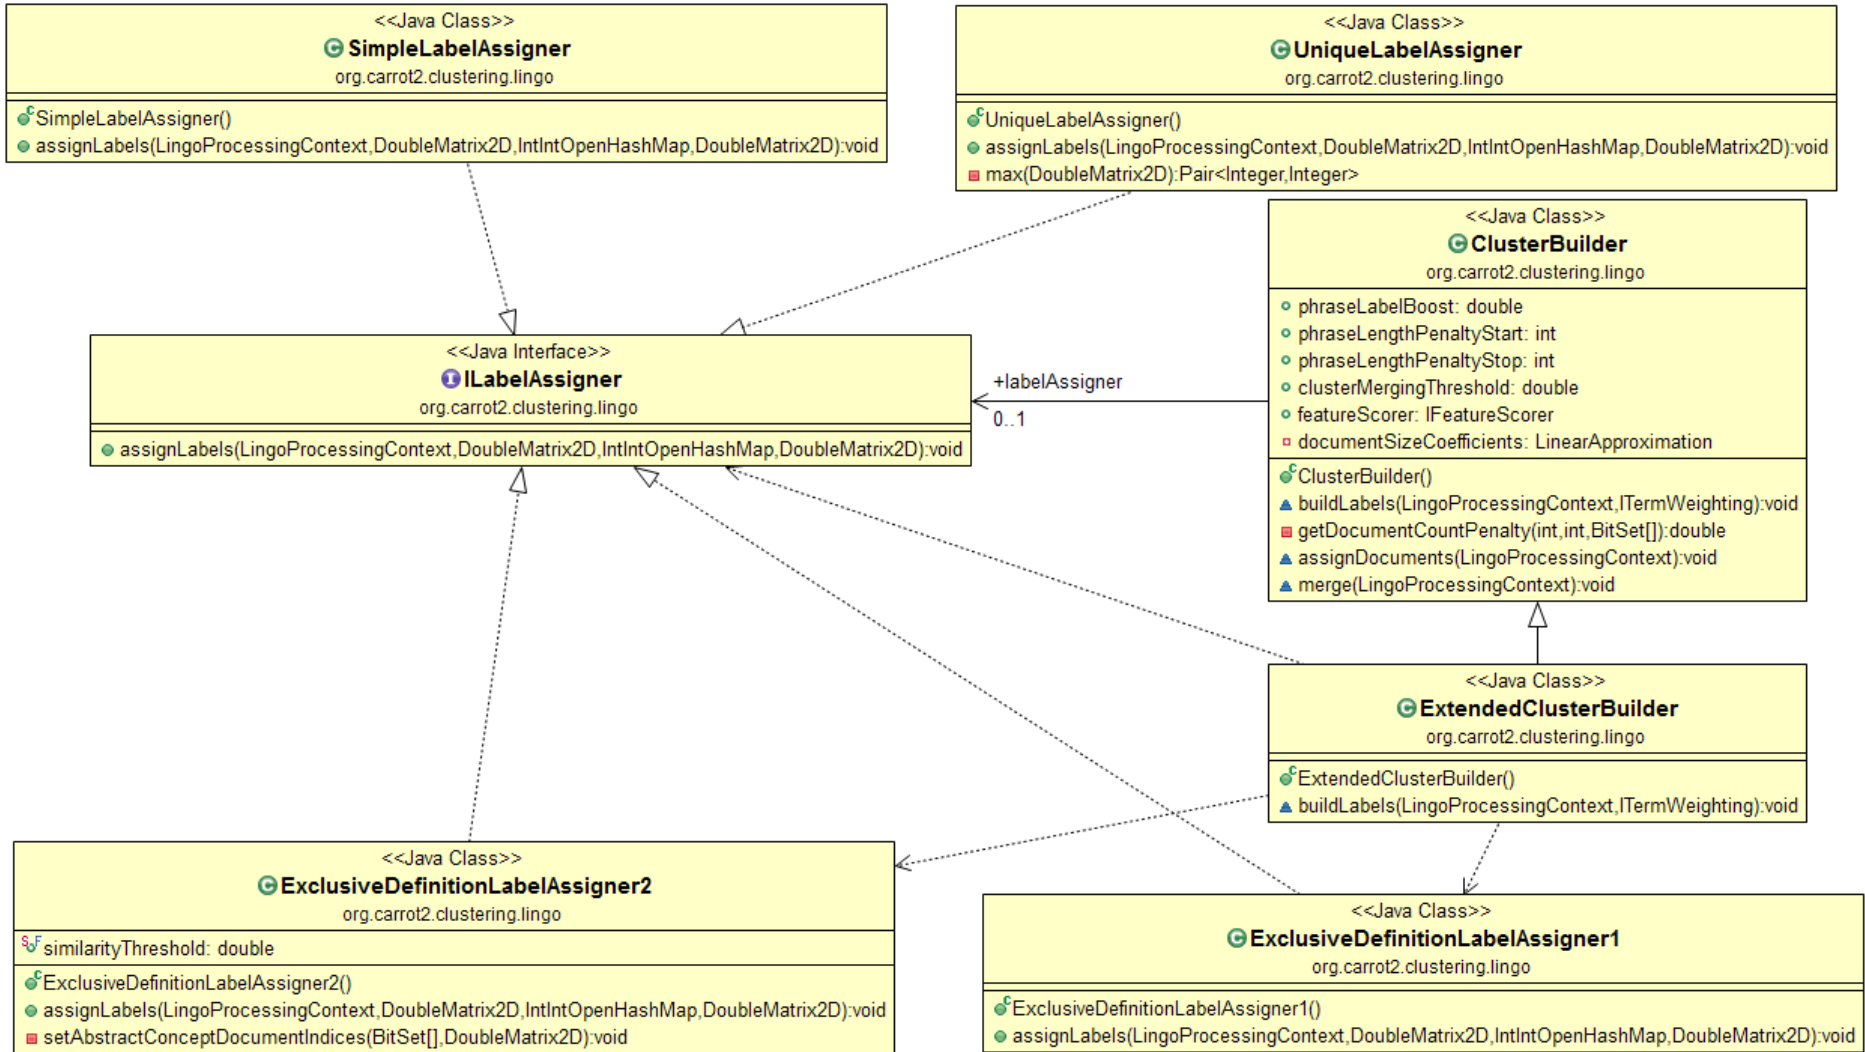 <<Java Class>>
SimpleLabelAssigner
org.carrot2.clustering.lingo
SimpleLabelAssigner()
assignLabels(LingoProcessingContext,DoubleMatrix2D,IntIntOpenHashMap,DoubleMatrix2D):void
<<Java Class>>
UniqueLabelAssigner
org.carrot2.clustering.lingo
UniqueLabelAssigner()
assignLabels(LingoProcessingContext,DoubleMatrix2D,IntIntOpenHashMap,DoubleMatrix2D):void
max(DoubleMatrix2D):Pair<Integer,Integer>
<<Java Class>>
ClusterBuilder
org.carrot2.clustering.lingo
phraseLabelBoost: double
phraseLengthPenaltyStart: int
phraseLengthPenaltyStop: int
clusterMergingThreshold: double
featureScorer: IFeatureScorer
documentSizeCoefficients: LinearApproximation
ClusterBuilder()
buildLabels(LingoProcessingContext,ITermWeighting):void
getDocumentCountPenalty(int,int,BitSet[]):double
assignDocuments(LingoProcessingContext):void
merge(LingoProcessingContext):void
<<Java Interface>>
ILabelAssigner
org.carrot2.clustering.lingo
assignLabels(LingoProcessingContext,DoubleMatrix2D,IntIntOpenHashMap,DoubleMatrix2D):void
+labelAssigner
0..1
<<Java Class>>
ExtendedClusterBuilder
org.carrot2.clustering.lingo
ExtendedClusterBuilder()
buildLabels(LingoProcessingContext,ITermWeighting):void
<<Java Class>>
ExclusiveDefinitionLabelAssigner2
org.carrot2.clustering.lingo
similarityThreshold: double
ExclusiveDefinitionLabelAssigner2()
assignLabels(LingoProcessingContext,DoubleMatrix2D,IntIntOpenHashMap,DoubleMatrix2D):void
setAbstractConceptDocumentIndices(BitSet[],DoubleMatrix2D):void
<<Java Class>>
ExclusiveDefinitionLabelAssigner1
org.carrot2.clustering.lingo
ExclusiveDefinitionLabelAssigner1()
assignLabels(LingoProcessingContext,DoubleMatrix2D,IntIntOpenHashMap,DoubleMatrix2D):void